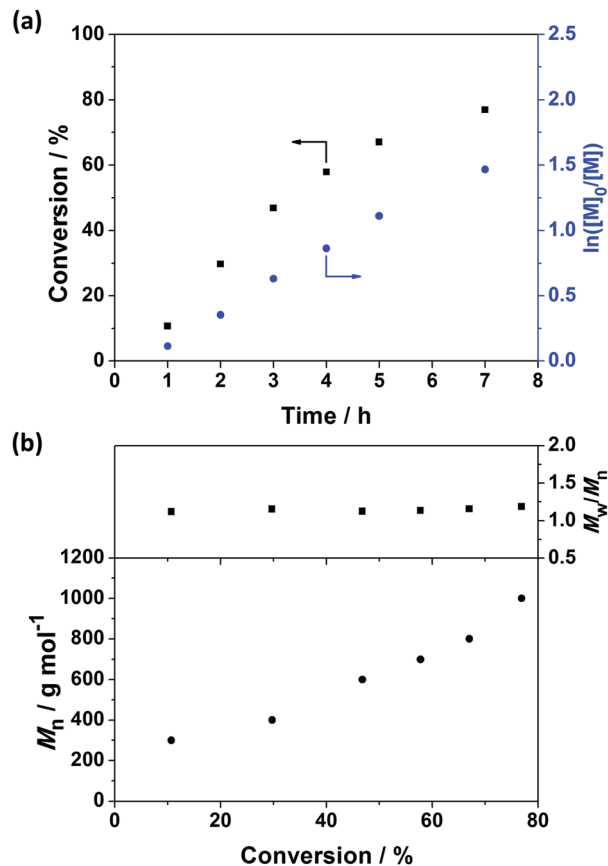 (a)
100
80
60
40
20
0
Conversion / %
2.5
2.0
1.5
1.0
0.5
0.0
ln([M]0/[M])
0 1 2 3 4 5 6 7 8
Time / h
(b)
2.0
1.5
1.0
0.5
Mw/Mn
1200
1000
800
600
400
200
0
Mn / g mol-1
0 20 40 60 80
Conversion / %